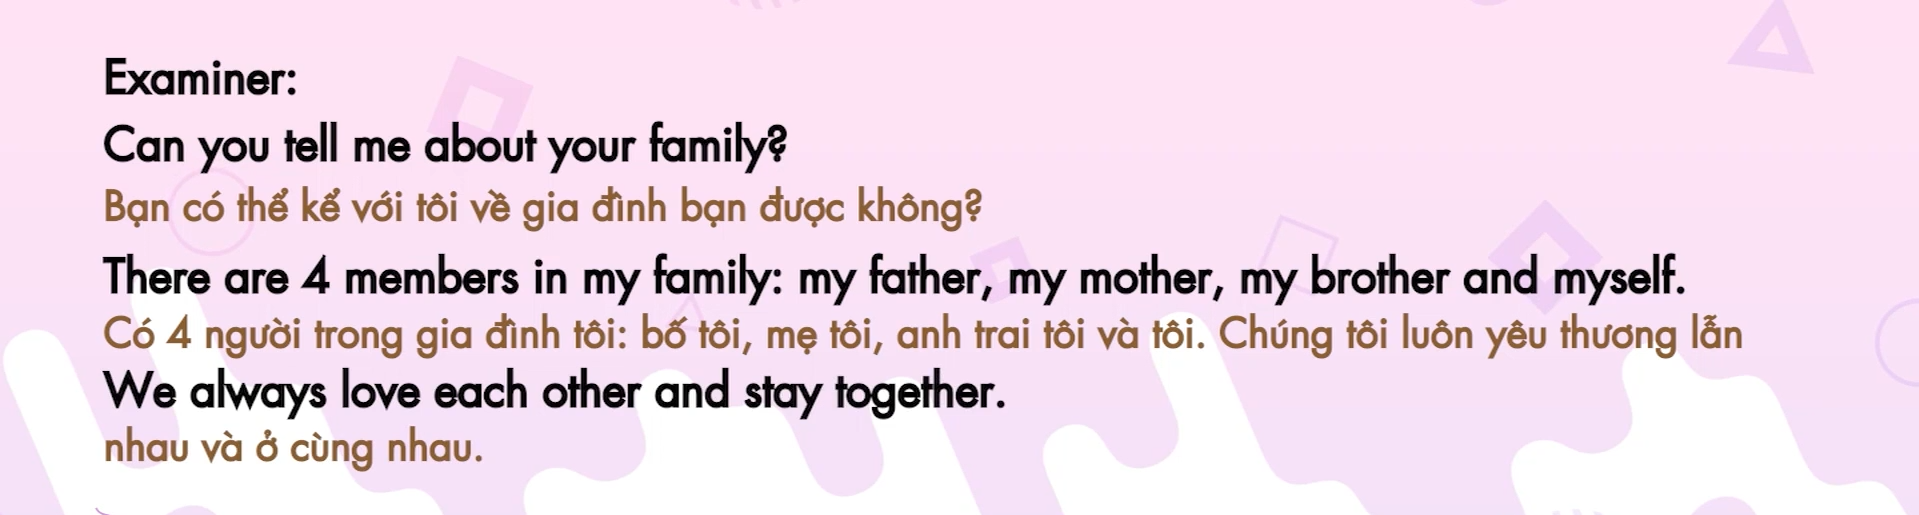 Examiner:
Can you tell me about your family?
Bạn có thể kể với tôi về gia đình bạn được không?
There are 4 members in my family: my father, my mother, my brother and myself.
Có 4 người trong gia đình tôi: bố tôi, mẹ tôi, anh trai tôi và tôi. Chúng tôi luôn yêu thương lẫn
We always love each other and stay together.
nhau và ở cùng nhau.